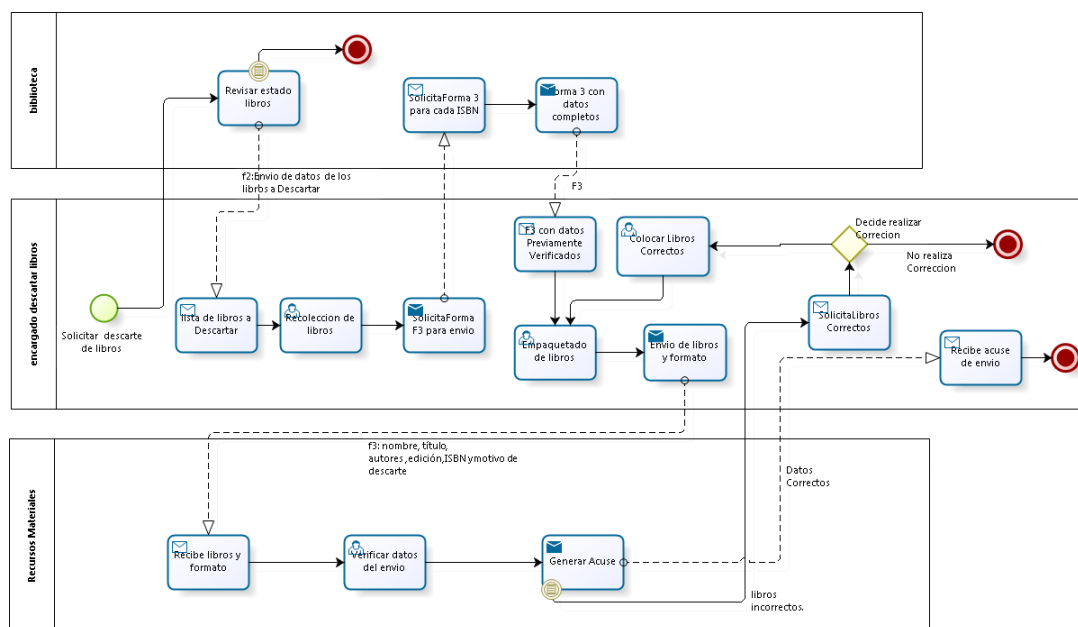 biblioteca
Revisar estado
libros
SolicitaForma 3
para cada ISBN
Forma 3 con
datos
completos
f2:Envio de datos de los
libros a Descartar
F3
encargado descartar libros
Solicitar descarte
de libros
lista de libros a
Descartar
Recoleccion de
libros
SolicitaForma
F3 para envio
F3 con datos
Previamente
Verificados
Colocar Libros
Correctos
Decide realizar
Correcion
No realiza
Correccion
Empaquetado
de libros
Envio de libros
y formato
SolicitaLibros
Correctos
Recibe acuse
de envio
f3: nombre, título,
autores ,edición,ISBN ymotivo de
descarte
Datos
Correctos
Recursos Materiales
Recibe libros y
formato
Verificar datos
del envio
Generar Acuse
libros
incorrectos.